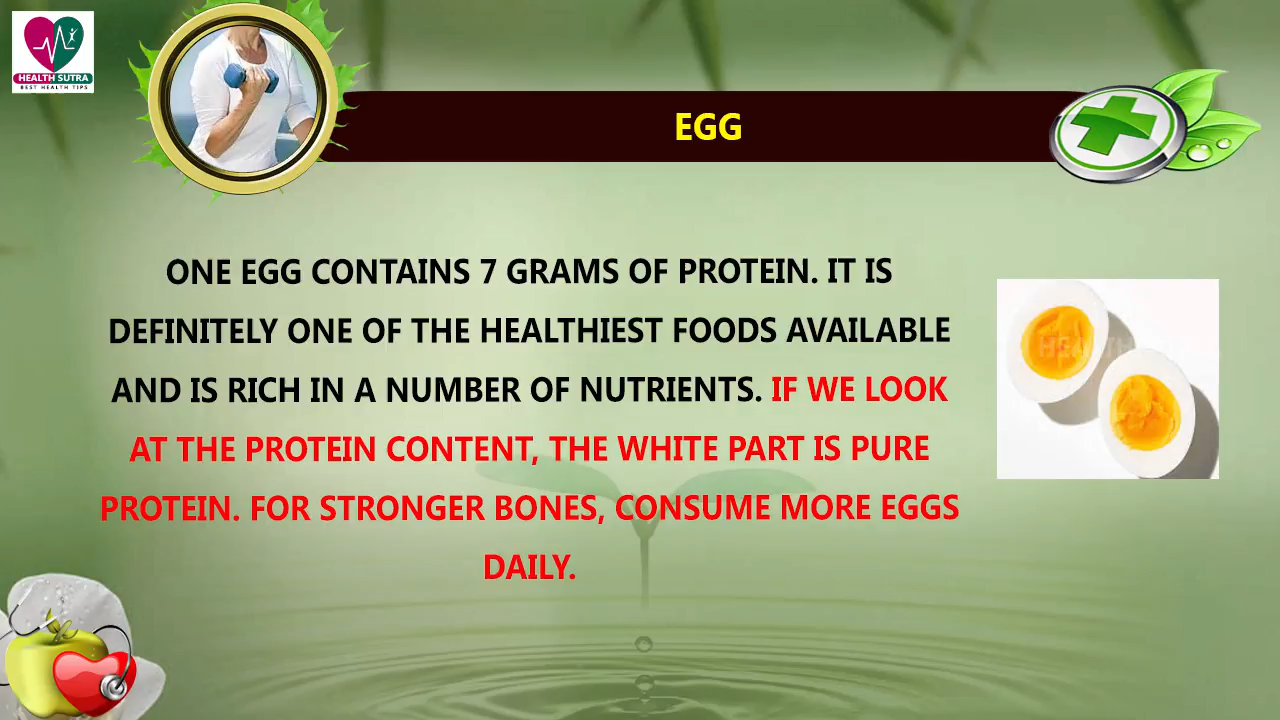 HEALTH SUTRA
BEST HEALTH TIPS
EGG
ONE EGG CONTAINS 7 GRAMS OF PROTEIN. IT IS
DEFINITELY ONE OF THE HEALTHIEST FOODS AVAILABLE
AND IS RICH IN A NUMBER OF NUTRIENTS. IF WE LOOK
AT THE PROTEIN CONTENT, THE WHITE PART IS PURE
PROTEIN. FOR STRONGER BONES, CONSUME MORE EGGS
DAILY.